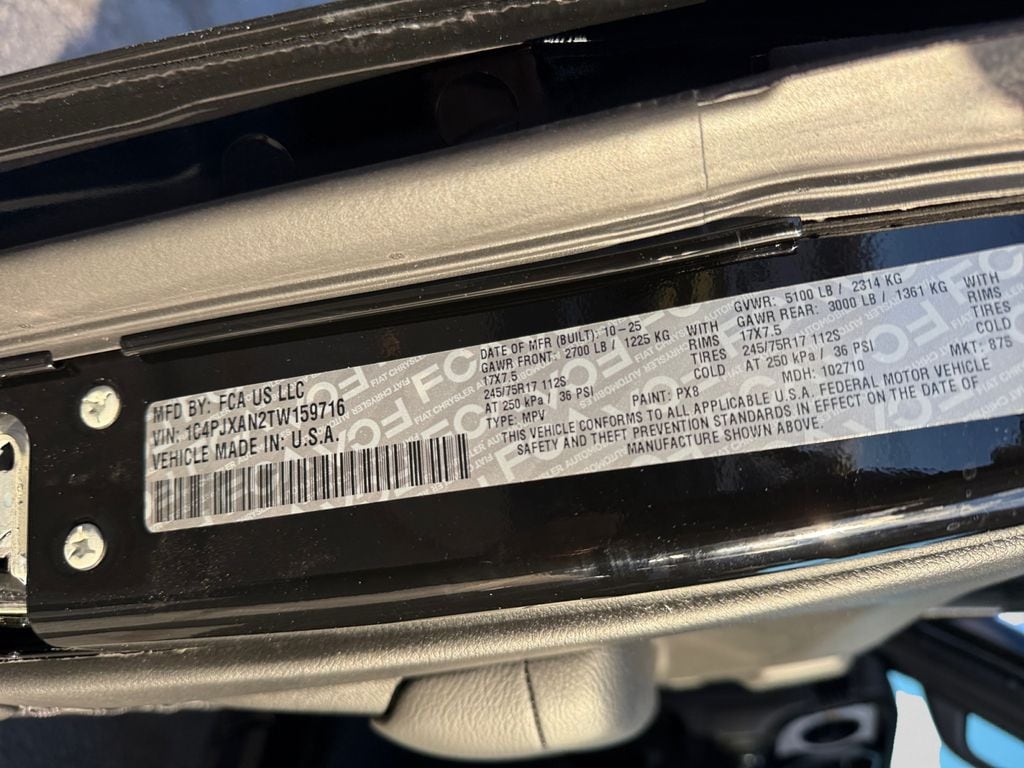 MFD BY: FCA US LLC
VIN: 1C4PJXAN2TW159716
VEHICLE MADE IN: U.S.A.
DATE OF MFR (BUILT): 10-25
GAWR FRONT: 2700 LB / 1225 KG WITH
17X7.5 RIMS
245/75R17 112S TIRES
AT 250 kPa / 36 PSI COLD
TYPE: MPV PAINT: PX8
GVWR: 5100 LB / 2314 KG
GAWR REAR: 3000 LB / 1361 KG WITH
17X7.5 RIMS
245/75R17 112S TIRES
AT 250 kPa / 36 PSI COLD
MDH: 102710 MKT: 875
THIS VEHICLE CONFORMS TO ALL APPLICABLE U.S.A. FEDERAL MOTOR VEHICLE
SAFETY AND THEFT PREVENTION STANDARDS IN EFFECT ON THE DATE OF
MANUFACTURE SHOWN ABOVE.
FCA
FIAT CHRYSLER AUTOMOBILES